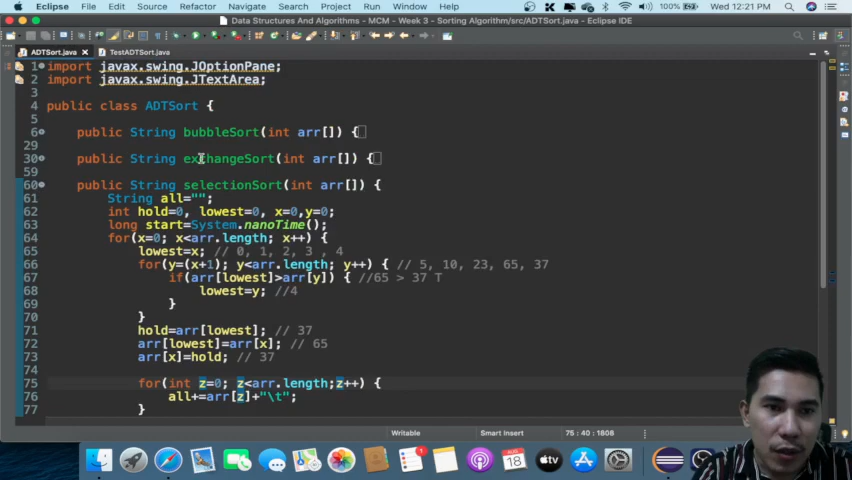 Eclipse File Edit Source Refactor Navigate Search Project Run Window Help 100% Wed Aug 18 12:21 PM
Data Structures And Algorithms - MCM - Week 3 - Sorting Algorithm/src/ADTSort.java - Eclipse IDE
ADTSort.java TestADTSort.java
1 import javax.swing.JOptionPane;
2 import javax.swing.JTextArea;
3
4 public class ADTSort {
5
6 public String bubbleSort(int arr[]) {
29
30 public String exchangeSort(int arr[]) {
59
60 public String selectionSort(int arr[]) {
61 String all="";
62 int hold=0, lowest=0, x=0,y=0;
63 long start=System.nanoTime();
64 for(x=0; x<arr.length; x++) {
65 lowest=x; // 0, 1, 2, 3 , 4
66 for(y=(x+1); y<arr.length; y++) { // 5, 10, 23, 65, 37
67 if(arr[lowest]>arr[y]) { //65 > 37 T
68 lowest=y; //4
69 }
70 }
71 hold=arr[lowest]; // 37
72 arr[lowest]=arr[x]; // 65
73 arr[x]=hold; // 37
74
75 for(int z=0; z<arr.length;z++) {
76 all+=arr[z]+"\t";
77 }
Writable Smart Insert 75 : 40 : 1808
AUG
18
tv